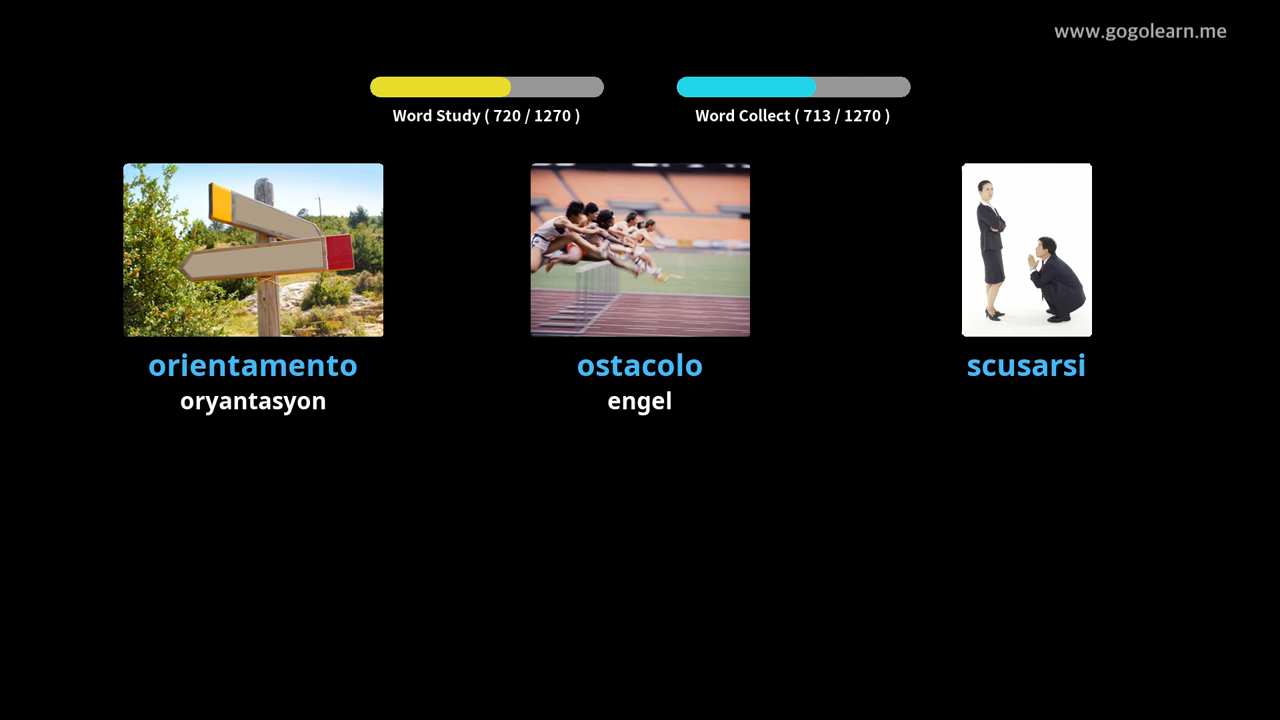 www.gogolearn.me
Word Study ( 720 / 1270 )
Word Collect ( 713 / 1270 )
orientamento
oryantasyon
ostacolo
engel
scusarsi